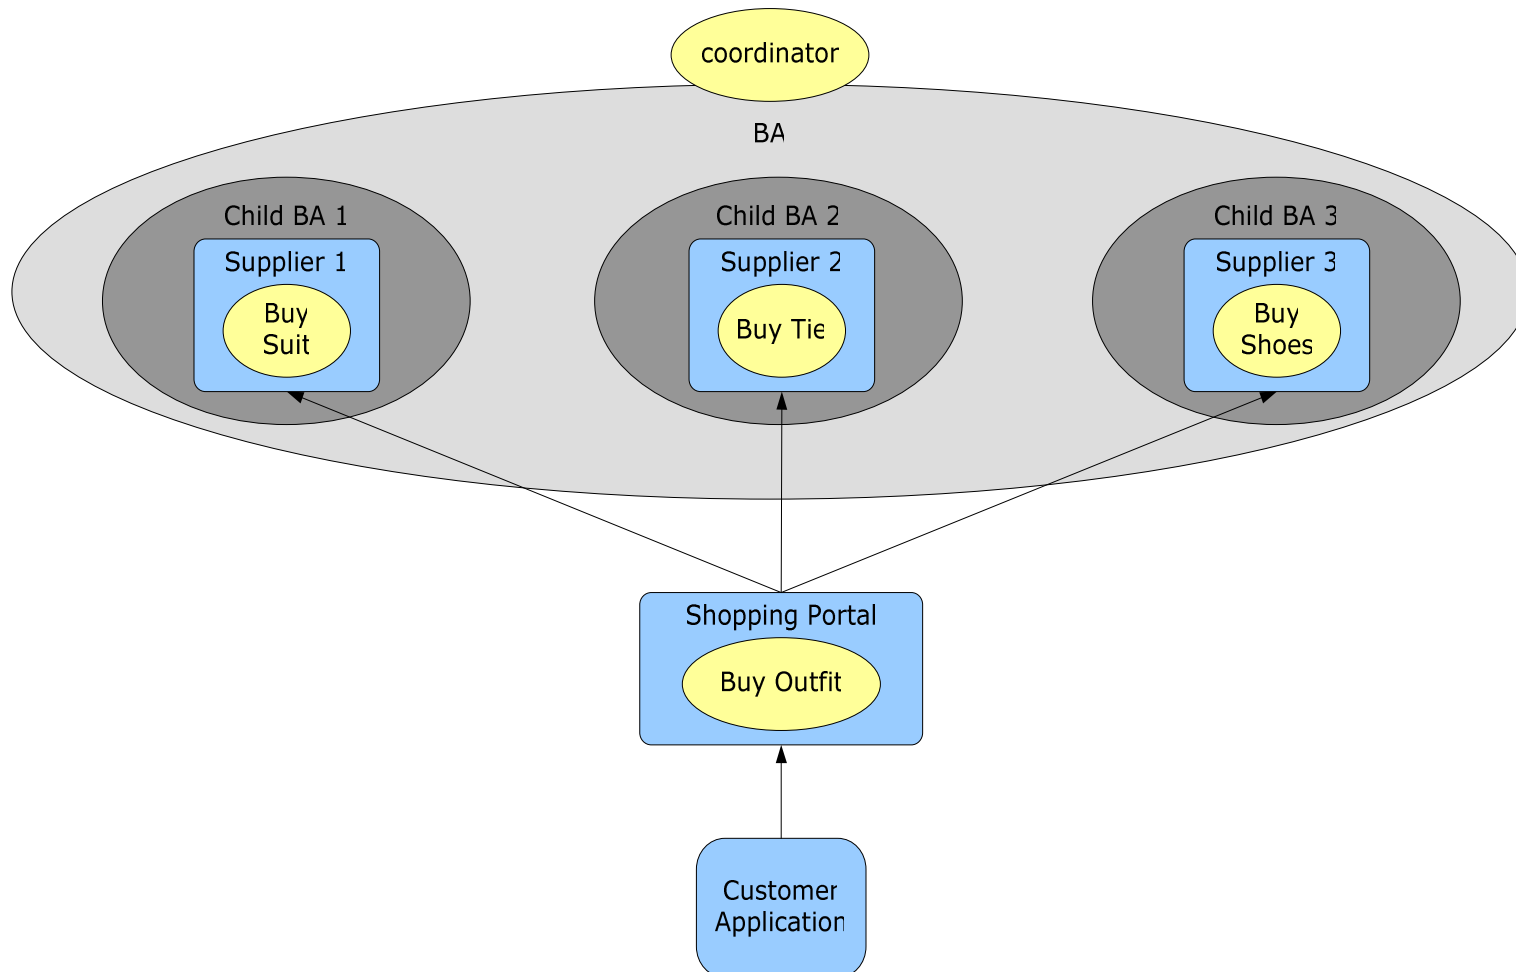 coordinator
BA
Child BA 1
Supplier 1
Buy
Suit
Child BA 2
Supplier 2
Buy Tie
Child BA 3
Supplier 3
Buy
Shoes
Shopping Portal
Buy Outfit
Customer
Application